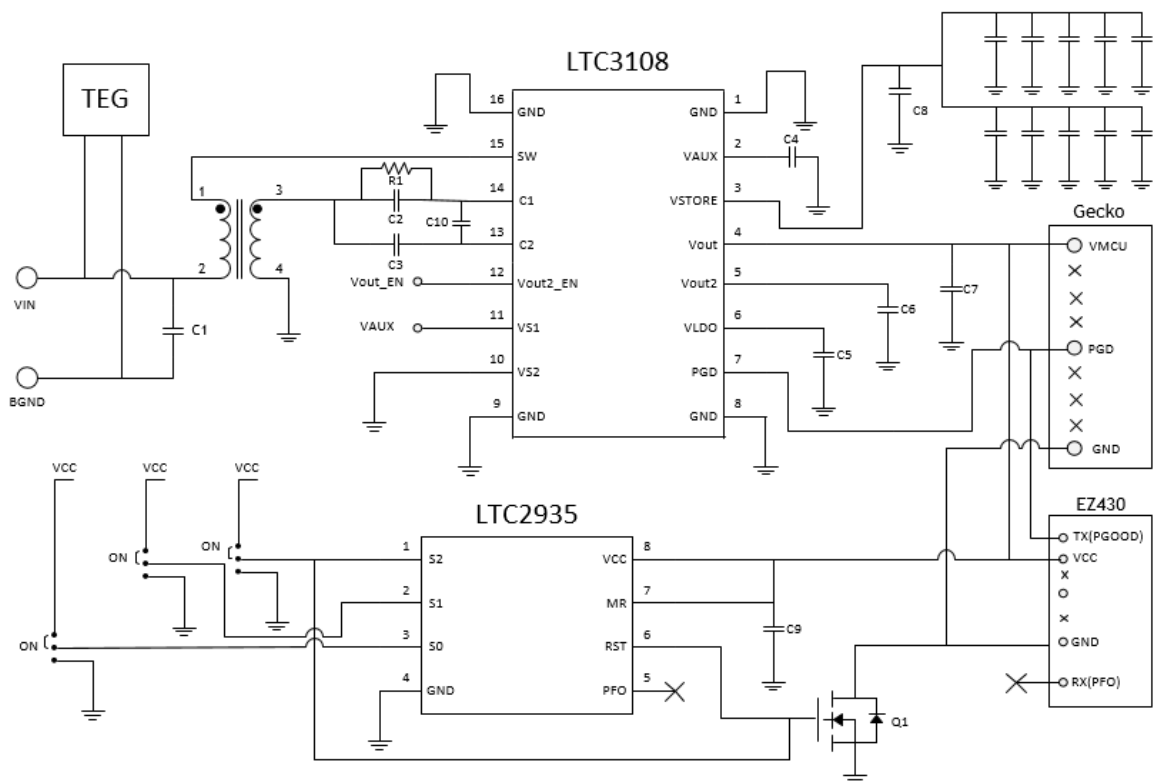 LTC3108
TEG
16
GND
1
GND
C8
15
SW
2
VAUX
C4
R1
14
C1
3
VSTORE
1
3
C2
C10
Gecko
13
C2
4
Vout
VMCU
C3
2
4
Vout_EN
12
Vout2_EN
5
Vout2
C7
C6
VIN
C1
VAUX
11
VS1
6
VLDO
PGD
C5
10
VS2
7
PGD
BGND
9
GND
8
GND
GND
VCC
VCC
VCC
LTC2935
EZ430
TX(PGOOD)
ON
ON
1
S2
VCC
8
VCC
2
S1
MR
7
C9
ON
3
S0
RST
6
GND
4
GND
PFO
5
RX(PFO)
Q1